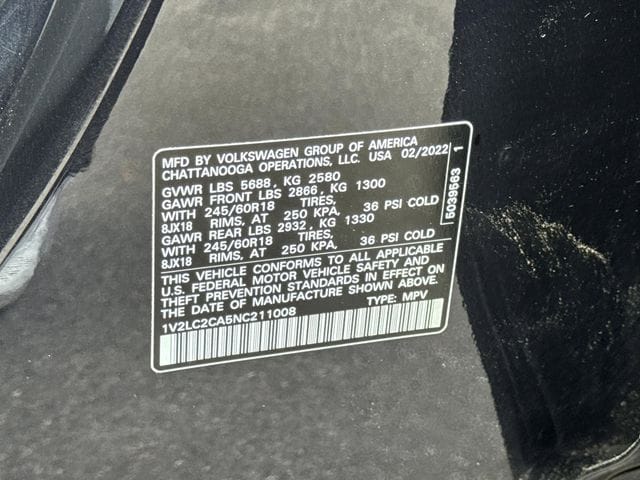 MFD BY VOLKSWAGEN GROUP OF AMERICA
CHATTANOOGA OPERATIONS, LLC. USA 02/2022
GVWR LBS 5688, KG 2580
GAWR FRONT LBS 2866, KG 1300
WITH 245/60R18 TIRES,
8JX18 RIMS, AT 250 KPA, 36 PSI COLD
GAWR REAR LBS 2932, KG 1330
WITH 245/60R18 TIRES,
8JX18 RIMS, AT 250 KPA, 36 PSI COLD
THIS VEHICLE CONFORMS TO ALL APPLICABLE
U.S. FEDERAL MOTOR VEHICLE SAFETY AND
THEFT PREVENTION STANDARDS IN EFFECT ON
THE DATE OF MANUFACTURE SHOWN ABOVE.
1V2LC2CA5NC211008 TYPE: MPV
5039563 1